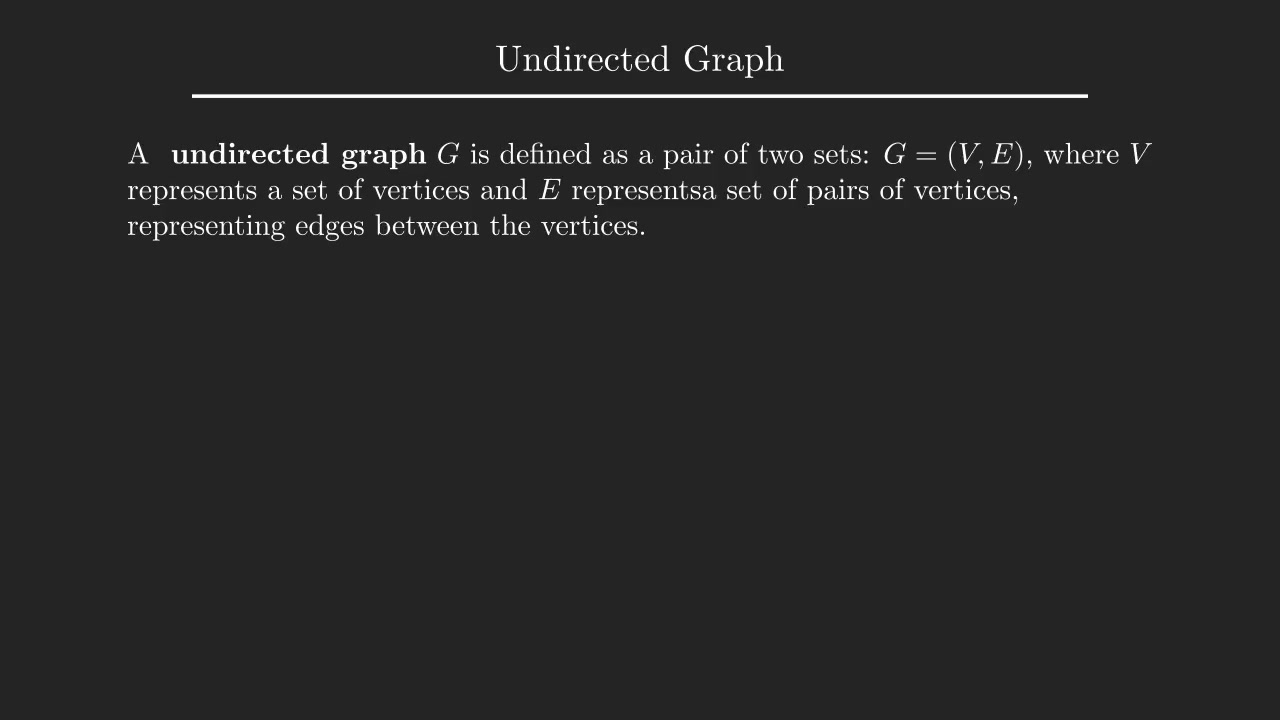 Undirected Graph
A undirected graph G is defined as a pair of two sets: G = (V, E), where V
represents a set of vertices and E representsa set of pairs of vertices,
representing edges between the vertices.